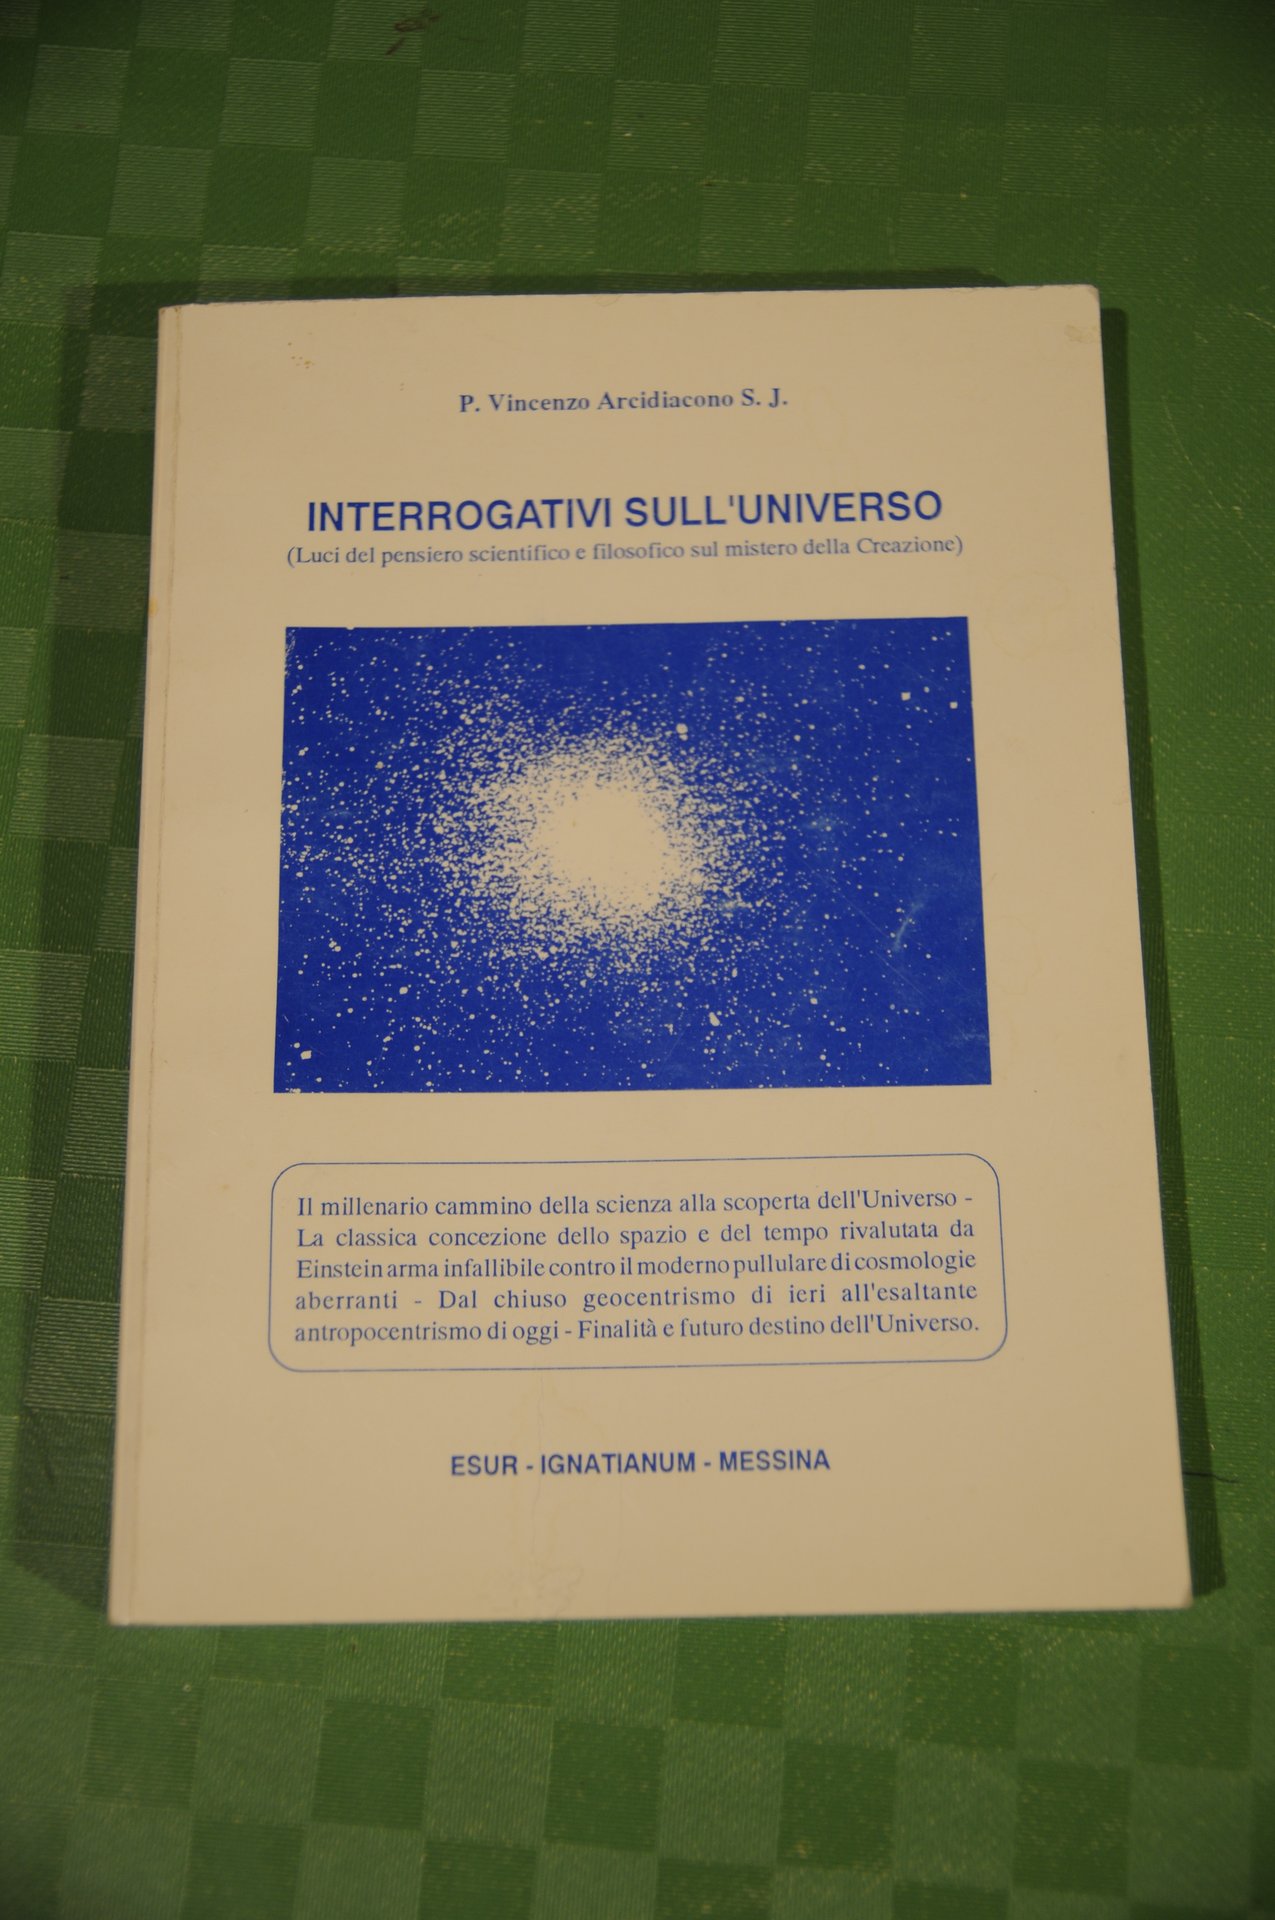 P. Vincenzo Arcidiacono S. J.
INTERROGATIVI SULL'UNIVERSO
(Luci del pensiero scientifico e filosofico sul mistero della Creazione)
Il millenario cammino della scienza alla scoperta dell'Universo -
La classica concezione dello spazio e del tempo rivalutata da
Einstein arma infallibile contro il moderno pullulare di cosmologie
aberranti - Dal chiuso geocentrismo di ieri all'esaltante
antropocentrismo di oggi - Finalità e futuro destino dell'Universo.
ESUR - IGNATIANUM - MESSINA